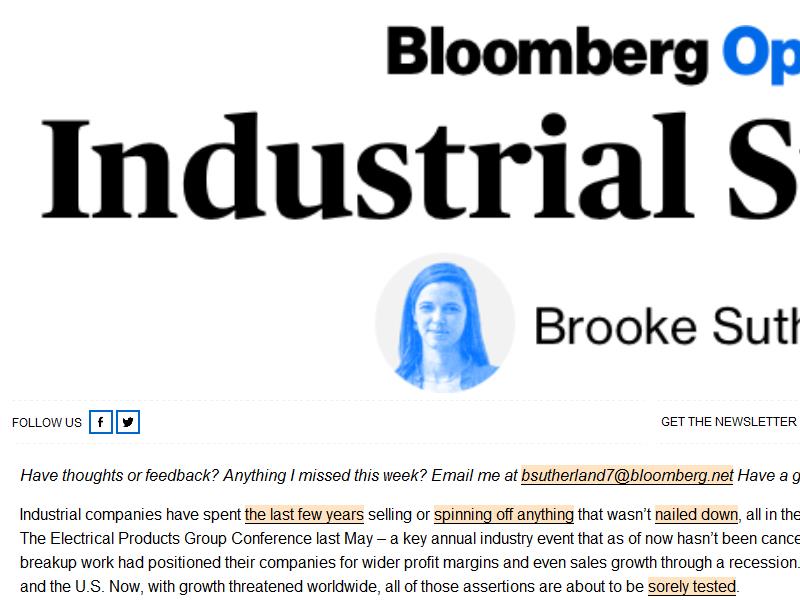 Bloomberg Op
Industrial S
Brooke Suth
FOLLOW US
GET THE NEWSLETTER
Have thoughts or feedback? Anything I missed this week? Email me at bsutherland7@bloomberg.net Have a g
Industrial companies have spent the last few years selling or spinning off anything that wasn’t nailed down, all in the
The Electrical Products Group Conference last May – a key annual industry event that as of now hasn’t been cance
breakup work had positioned their companies for wider profit margins and even sales growth through a recession.
and the U.S. Now, with growth threatened worldwide, all of those assertions are about to be sorely tested.